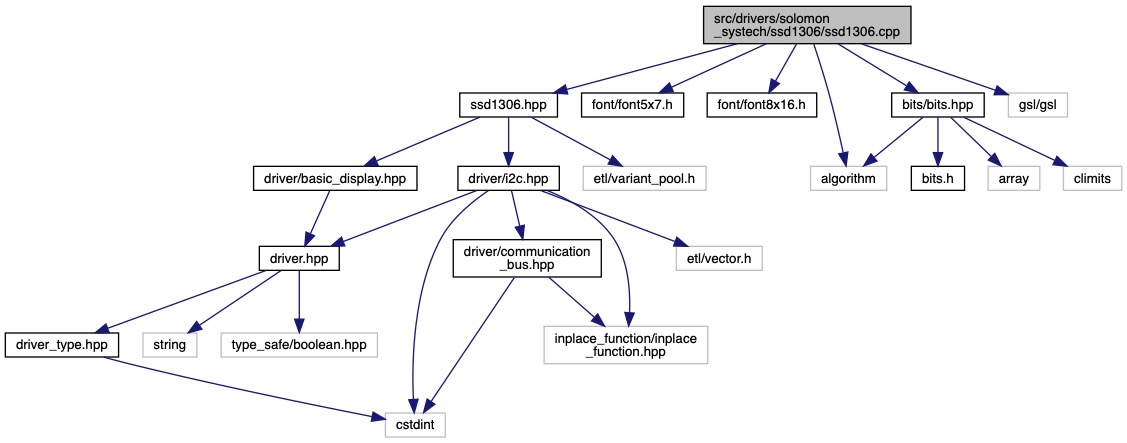 src/drivers/solomon
_systech/ssd1306/ssd1306.cpp
ssd1306.hpp
font/font5x7.h
font/font8x16.h
bits/bits.hpp
gsl/gsl
driver/basic_display.hpp
driver/i2c.hpp
etl/variant_pool.h
algorithm
bits.h
array
climits
driver.hpp
driver/communication
_bus.hpp
etl/vector.h
driver_type.hpp
string
type_safe/boolean.hpp
inplace_function/inplace
_function.hpp
cstdint